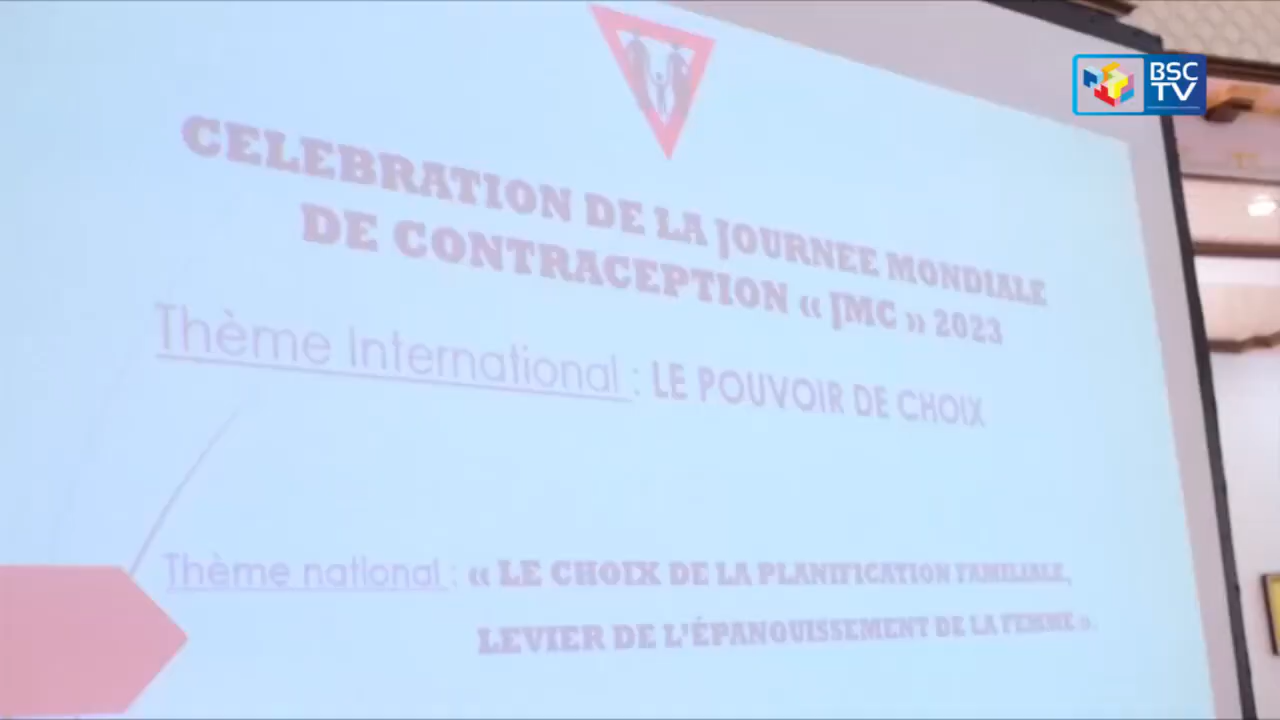 BSC
TV
CELEBRATION DE LA JOURNEE MONDIALE
DE CONTRACEPTION « JMC » 2023
Thème International : LE POUVOIR DE CHOIX
Thème national : « LE CHOIX DE LA PLANIFICATION FAMILIALE,
LEVIER DE L'ÉPANOUISSEMENT DE LA FEMME ».